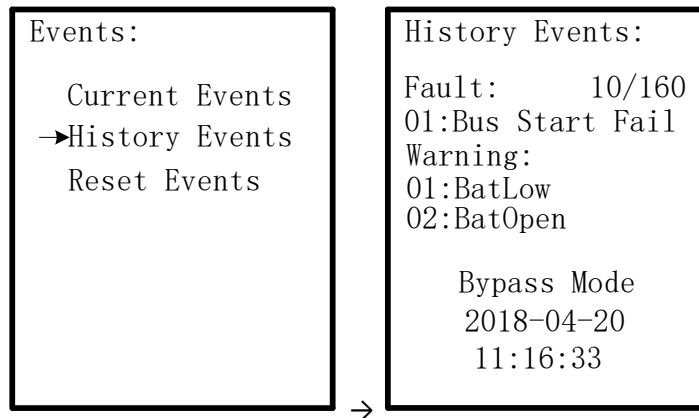 Events:
Current Events
→History Events
Reset Events
→
History Events:
Fault: 10/160
01:Bus Start Fail
Warning:
01:BatLow
02:BatOpen
Bypass Mode
2018-04-20
11:16:33